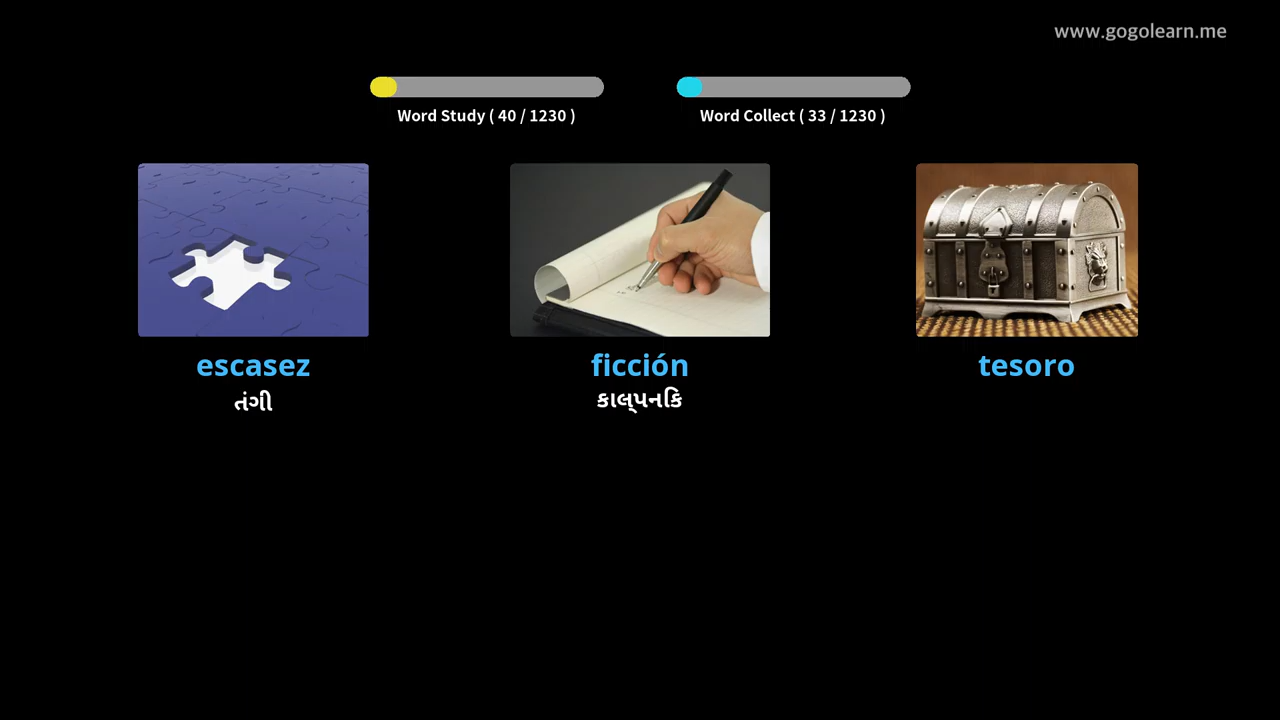 www.gogolearn.me
Word Study ( 40 / 1230 )
Word Collect ( 33 / 1230 )
escasez
ficción
tesoro
તંગી
કાલ્પનિક